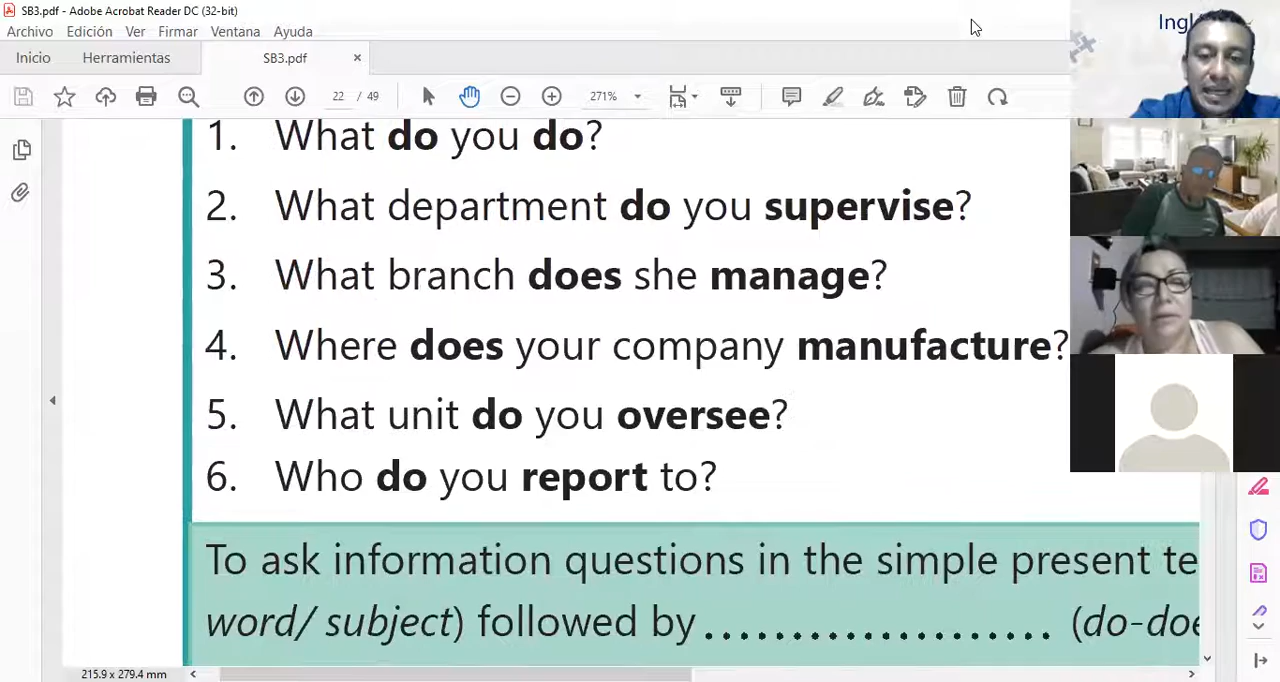 SB3.pdf - Adobe Acrobat Reader DC (32-bit)
Archivo Edición Ver Firmar Ventana Ayuda
Inicio Herramientas SB3.pdf ×
22 / 49 271%
1. What do you do?
2. What department do you supervise?
3. What branch does she manage?
4. Where does your company manufacture?
5. What unit do you oversee?
6. Who do you report to?
To ask information questions in the simple present te
word/ subject) followed by .................... (do-doe
215.9 x 279.4 mm